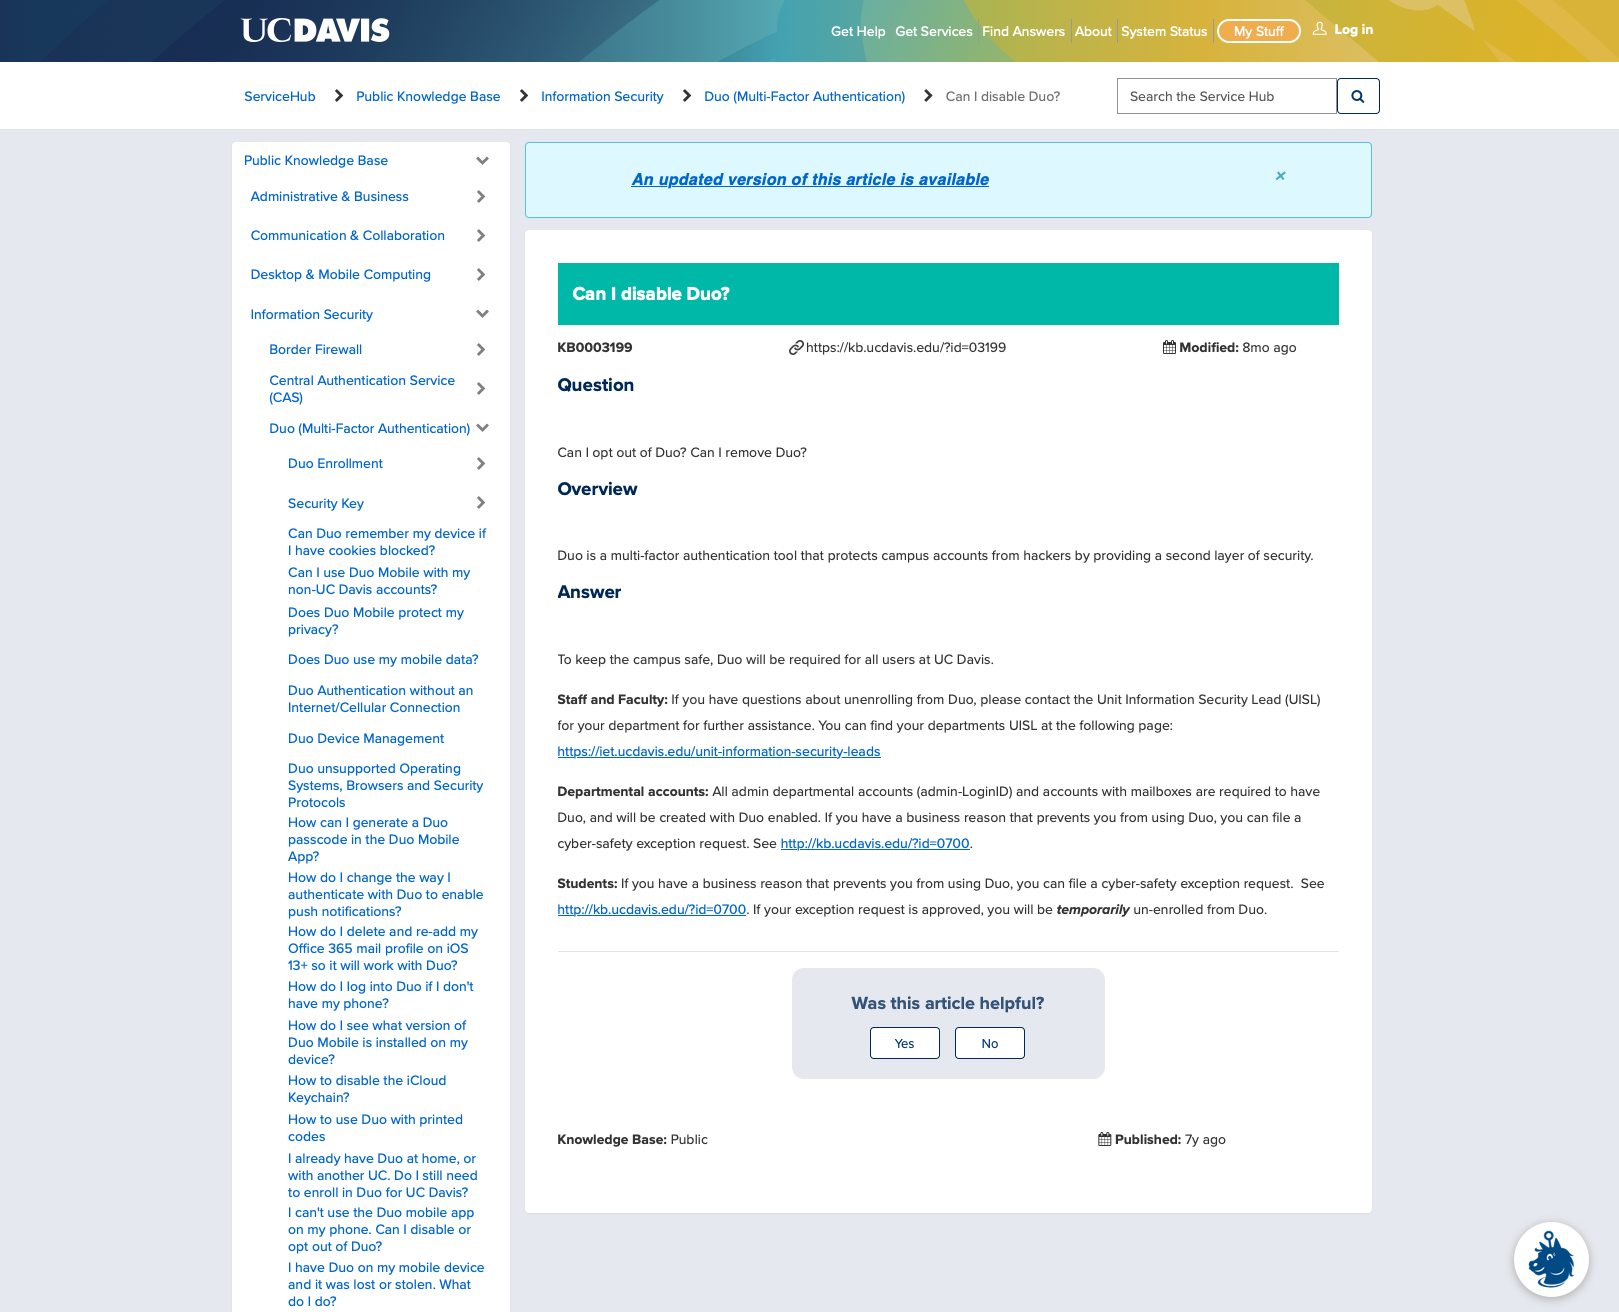 UCDAVIS
Get Help Get Services Find Answers About System Status My Stuff Log in
ServiceHub Public Knowledge Base Information Security Duo (Multi-Factor Authentication) Can I disable Duo?
Search the Service Hub
Public Knowledge Base
Administrative & Business
Communication & Collaboration
Desktop & Mobile Computing
Information Security
Border Firewall
Central Authentication Service
(CAS)
Duo (Multi-Factor Authentication)
Duo Enrollment
Security Key
Can Duo remember my device if
I have cookies blocked?
Can I use Duo Mobile with my
non-UC Davis accounts?
Does Duo Mobile protect my
privacy?
Does Duo use my mobile data?
Duo Authentication without an
Internet/Cellular Connection
Duo Device Management
Duo unsupported Operating
Systems, Browsers and Security
Protocols
How can I generate a Duo
passcode in the Duo Mobile
App?
How do I change the way I
authenticate with Duo to enable
push notifications?
How do I delete and re-add my
Office 365 mail profile on iOS
13+ so it will work with Duo?
How do I log into Duo if I don't
have my phone?
How do I see what version of
Duo Mobile is installed on my
device?
How to disable the iCloud
Keychain?
How to use Duo with printed
codes
I already have Duo at home, or
with another UC. Do I still need
to enroll in Duo for UC Davis?
I can't use the Duo mobile app
on my phone. Can I disable or
opt out of Duo?
I have Duo on my mobile device
and it was lost or stolen. What
do I do?
An updated version of this article is available ×
Can I disable Duo?
KB0003199 https://kb.ucdavis.edu/?id=03199 Modified: 8mo ago
Question
Can I opt out of Duo? Can I remove Duo?
Overview
Duo is a multi-factor authentication tool that protects campus accounts from hackers by providing a second layer of security.
Answer
To keep the campus safe, Duo will be required for all users at UC Davis.
Staff and Faculty: If you have questions about unenrolling from Duo, please contact the Unit Information Security Lead (UISL)
for your department for further assistance. You can find your departments UISL at the following page:
https://iet.ucdavis.edu/unit-information-security-leads
Departmental accounts: All admin departmental accounts (admin-LoginID) and accounts with mailboxes are required to have
Duo, and will be created with Duo enabled. If you have a business reason that prevents you from using Duo, you can file a
cyber-safety exception request. See http://kb.ucdavis.edu/?id=0700.
Students: If you have a business reason that prevents you from using Duo, you can file a cyber-safety exception request. See
http://kb.ucdavis.edu/?id=0700. If your exception request is approved, you will be temporarily un-enrolled from Duo.
Was this article helpful?
Yes No
Knowledge Base: Public Published: 7y ago